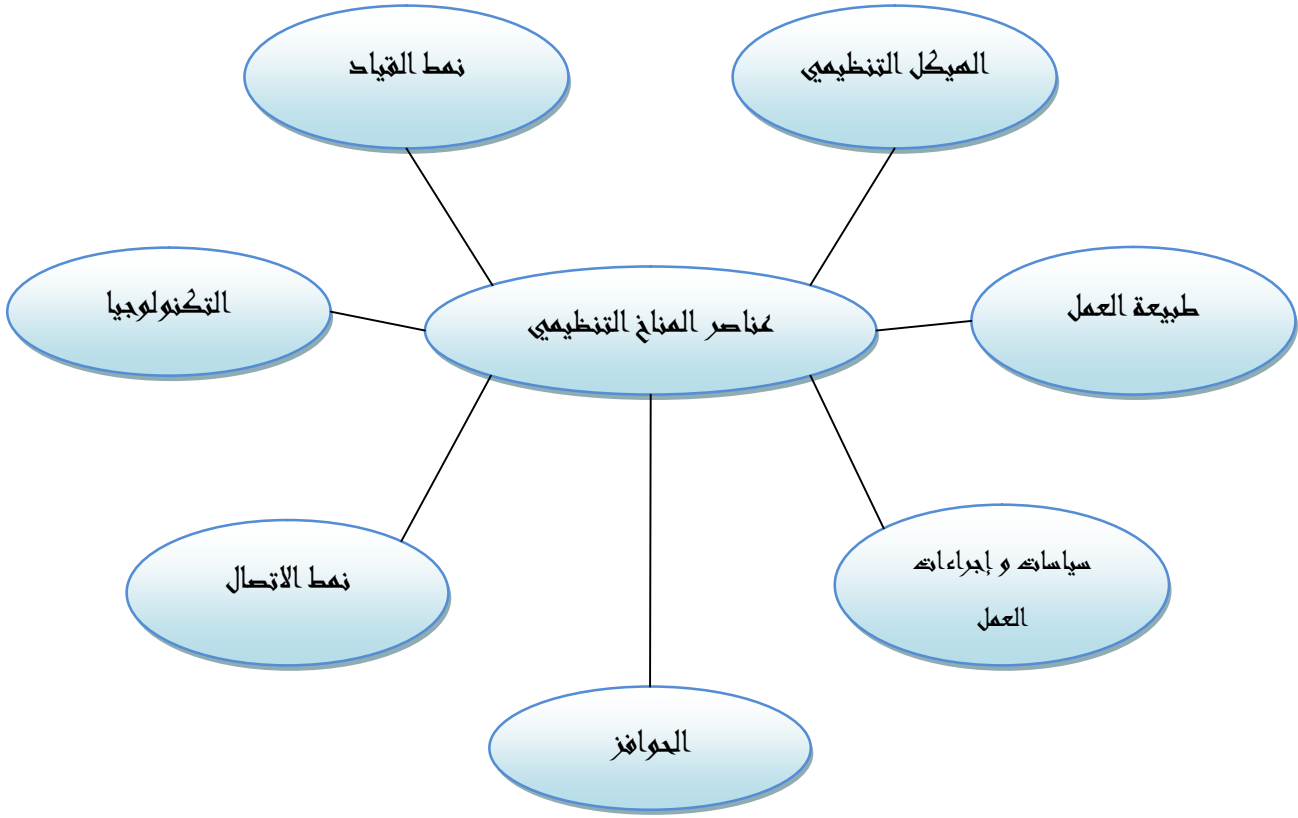 الهيكل التنظيمي
نمط القياد
طبيعة العمل
عناصر المناخ التنظيمي
التكنولوجيا
سياسات و إجراءات
العمل
نمط الاتصال
الحوافز